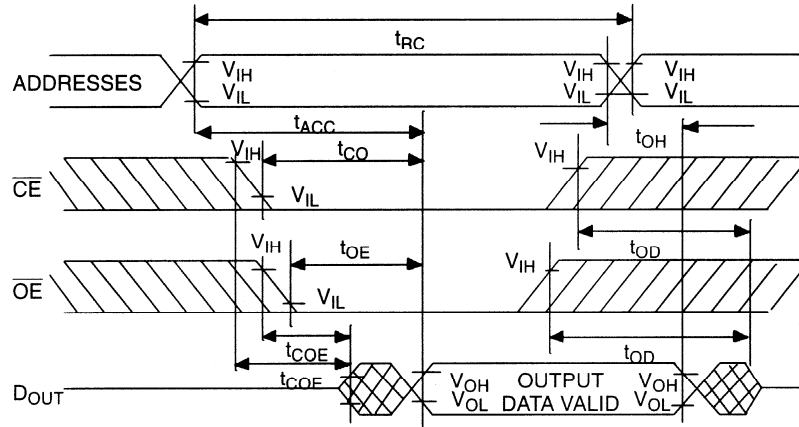 tRC
ADDRESSES
VIH
VIL
VIH
VIL
VIH
VIL
tACC
tOH
tCO
VIH
CE
VIL
tOD
VIH
tOE
VIH
OE
VIL
tCOE
tOD
tCOE
DOUT
VOH
VOL
OUTPUT
DATA VALID
VOH
VOL